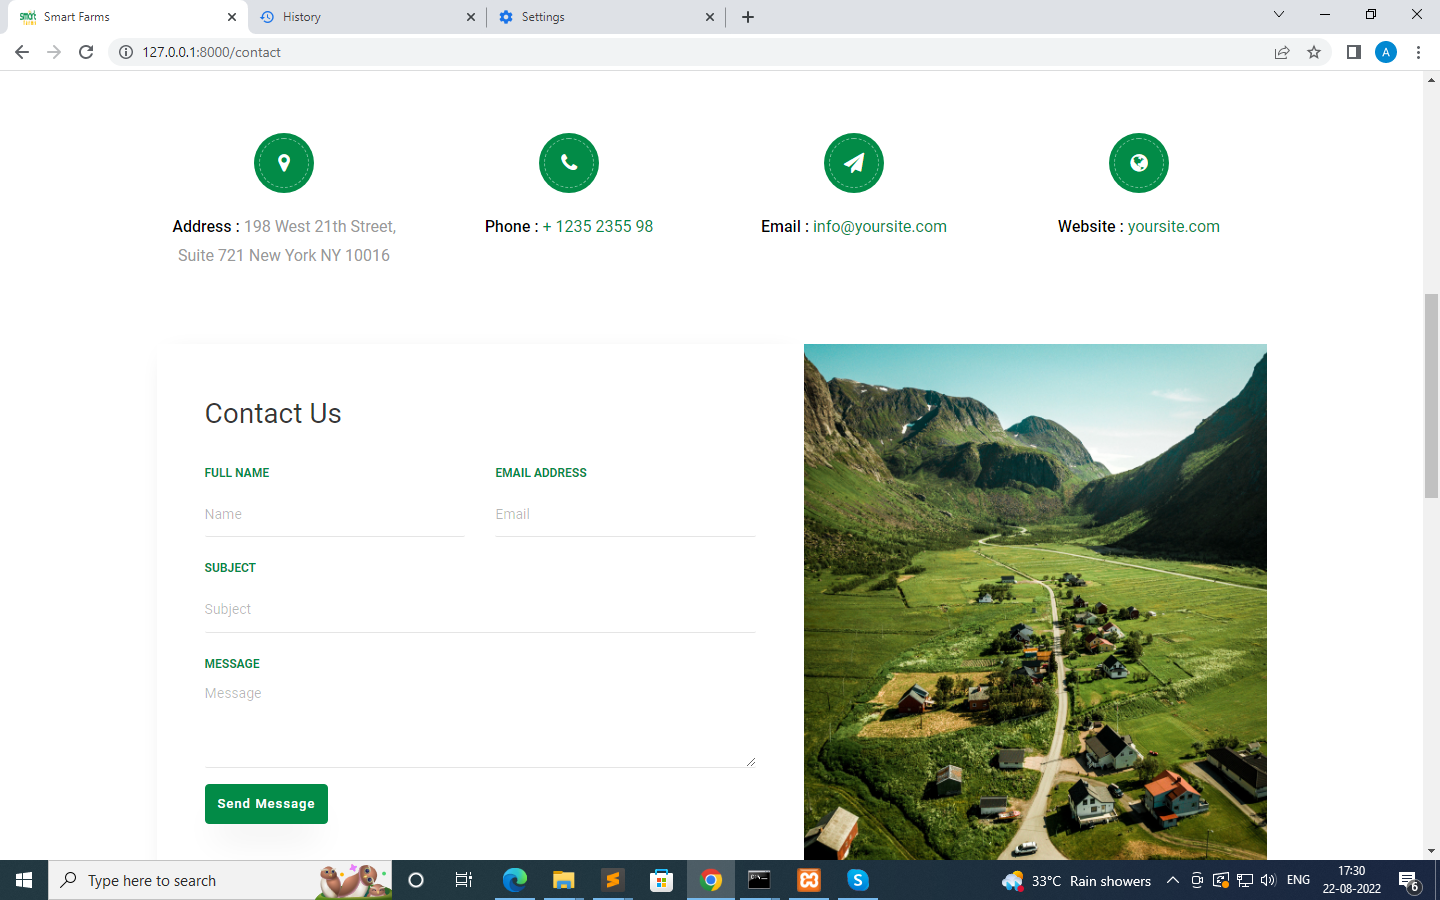 Smart Farms
History
Settings
127.0.0.1:8000/contact
A
Address : 198 West 21th Street,
Suite 721 New York NY 10016
Phone : + 1235 2355 98
Email : info@yoursite.com
Website : yoursite.com
Contact Us
FULL NAME
EMAIL ADDRESS
Name
Email
SUBJECT
Subject
MESSAGE
Message
Send Message
Type here to search
33°C Rain showers
ENG
17:30
22-08-2022
6